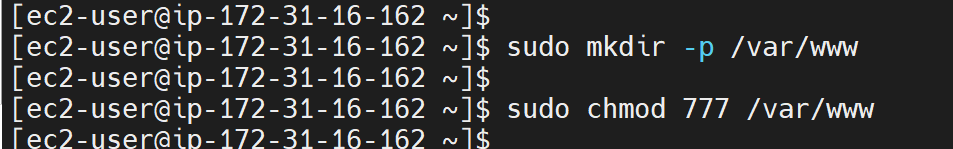 [ec2-user@ip-172-31-16-162 ~]$
[ec2-user@ip-172-31-16-162 ~]$ sudo mkdir -p /var/www
[ec2-user@ip-172-31-16-162 ~]$
[ec2-user@ip-172-31-16-162 ~]$ sudo chmod 777 /var/www
[ec2-user@ip-172-31-16-162 ~]$